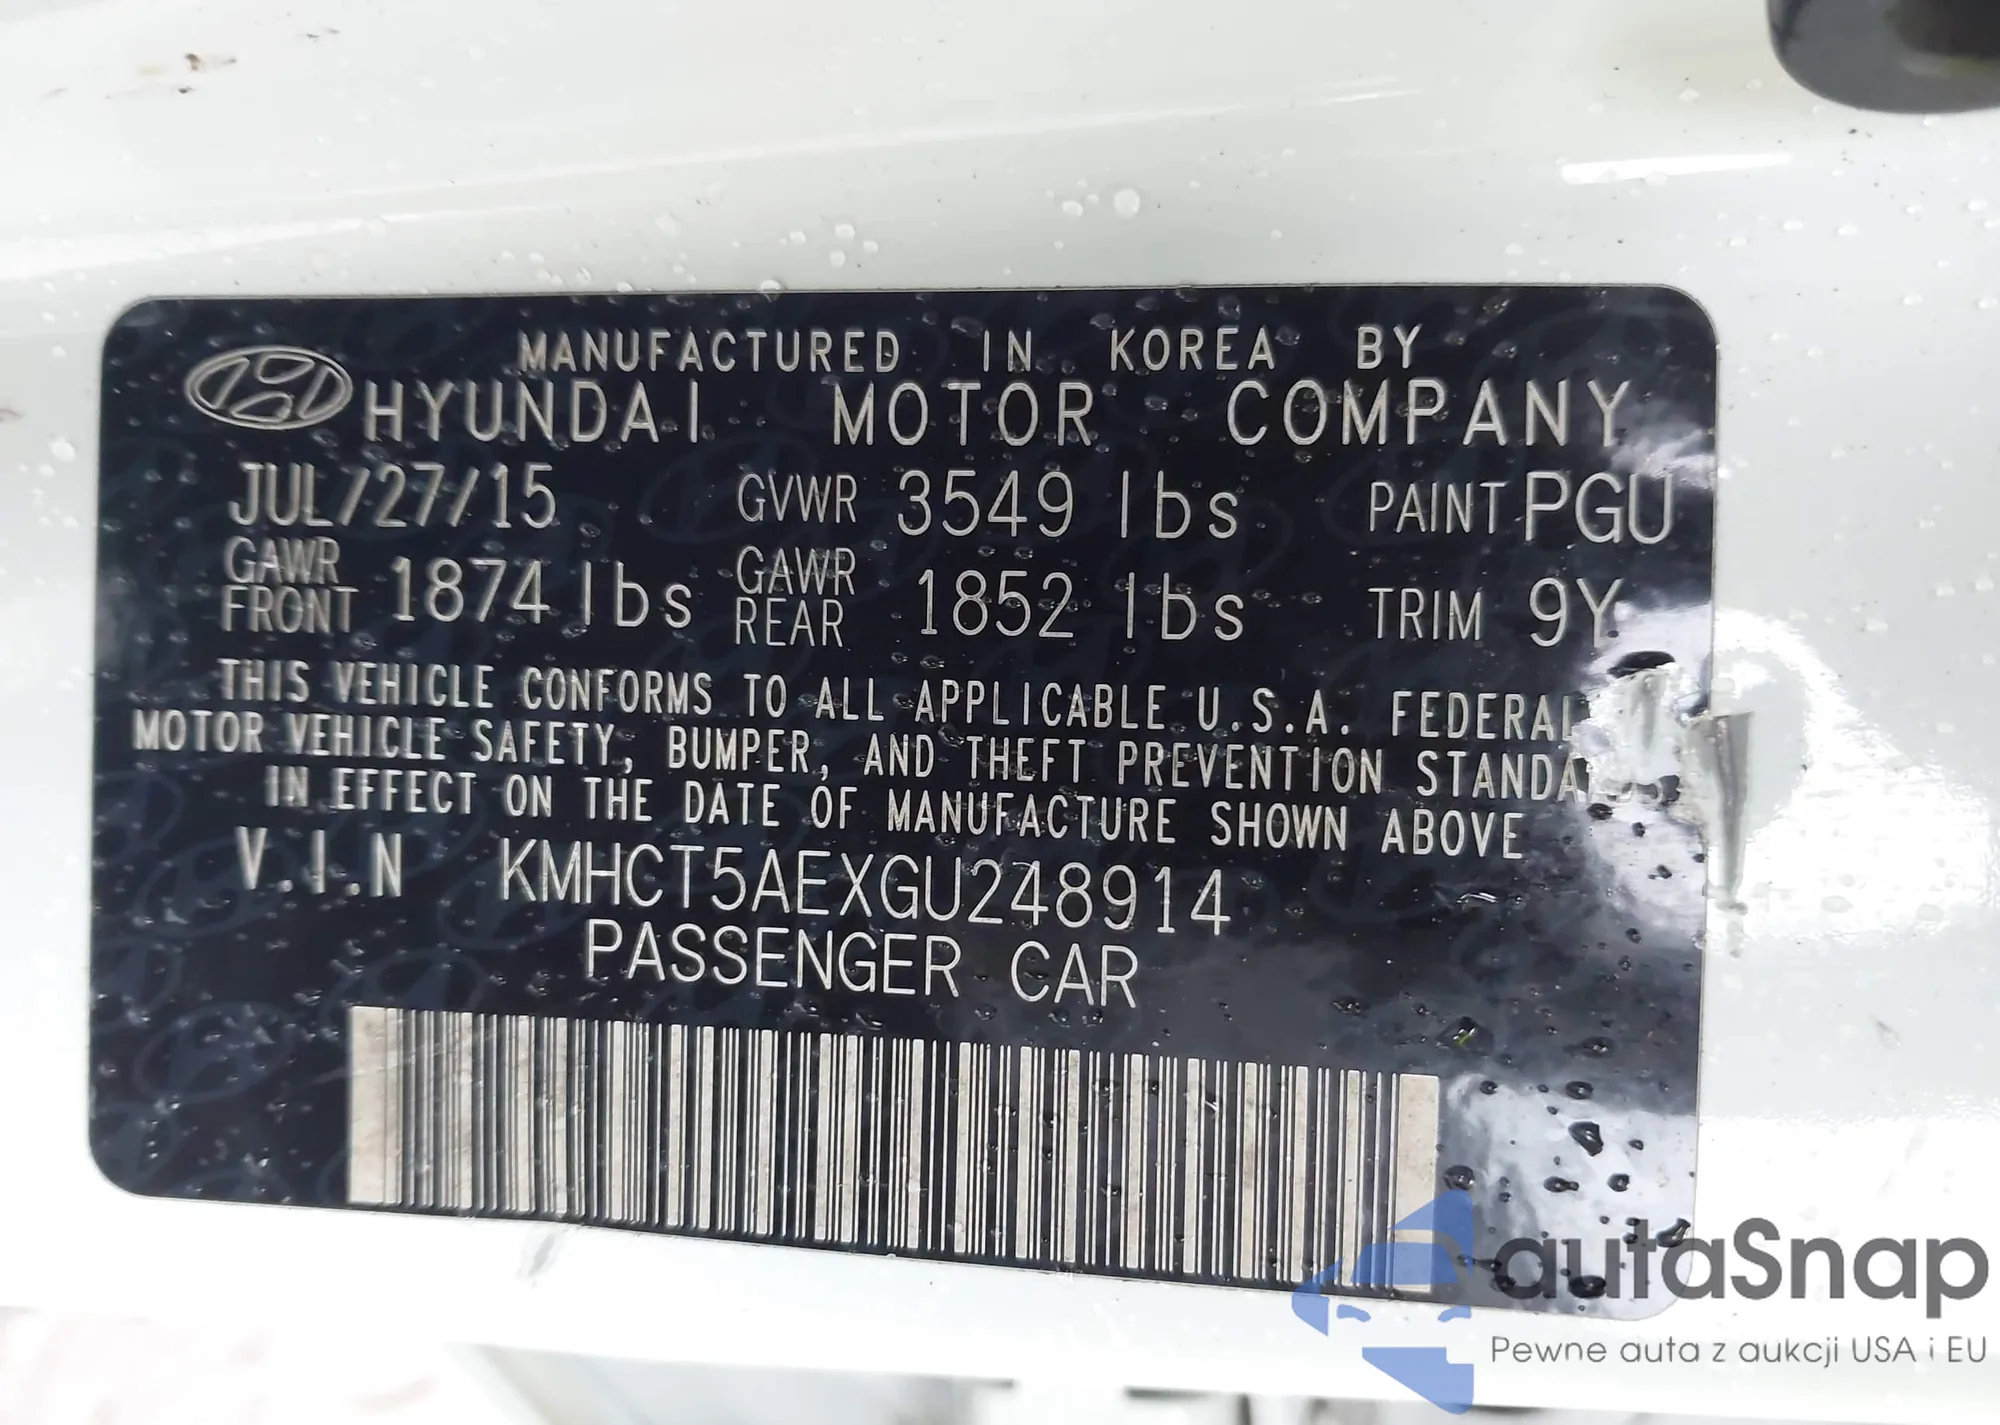 MANUFACTURED IN KOREA BY
HYUNDAI MOTOR COMPANY
JUL/27/15 GVWR 3549 lbs PAINT PGU
GAWR FRONT 1874 lbs GAWR REAR 1852 lbs TRIM 9Y
THIS VEHICLE CONFORMS TO ALL APPLICABLE U.S.A. FEDERAL
MOTOR VEHICLE SAFETY, BUMPER, AND THEFT PREVENTION
IN EFFECT ON THE DATE OF MANUFACTURE SHOWN ABOVE
V.I.N KMHCT5AEXGU248914
PASSENGER CAR
autaSnap
Pewne auta z aukcji USA i EU